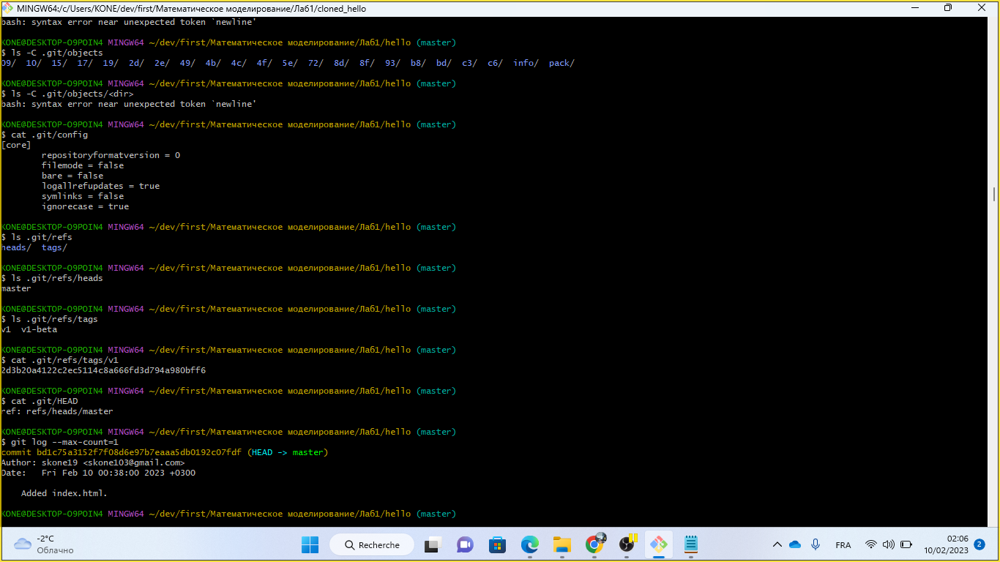 MINGW64:/c/Users/KONE/dev/first/Математическое моделирование/Лаб1/cloned_hello
bash: syntax error near unexpected token `newline'
KONE@DESKTOP-O9POIN4 MINGW64 ~/dev/first/Математическое моделирование/Лаб1/hello (master)
$ ls -C .git/objects
09/ 10/ 15/ 17/ 19/ 2d/ 2e/ 49/ 4b/ 4c/ 4f/ 5e/ 72/ 8d/ 8f/ 93/ b8/ bd/ c3/ c6/ info/ pack/
KONE@DESKTOP-O9POIN4 MINGW64 ~/dev/first/Математическое моделирование/Лаб1/hello (master)
$ ls -C .git/objects/<dir>
bash: syntax error near unexpected token `newline'
KONE@DESKTOP-O9POIN4 MINGW64 ~/dev/first/Математическое моделирование/Лаб1/hello (master)
$ cat .git/config
[core]
repositoryformatversion = 0
filemode = false
bare = false
logallrefupdates = true
symlinks = false
ignorecase = true
KONE@DESKTOP-O9POIN4 MINGW64 ~/dev/first/Математическое моделирование/Лаб1/hello (master)
$ ls .git/refs
heads/ tags/
KONE@DESKTOP-O9POIN4 MINGW64 ~/dev/first/Математическое моделирование/Лаб1/hello (master)
$ ls .git/refs/heads
master
KONE@DESKTOP-O9POIN4 MINGW64 ~/dev/first/Математическое моделирование/Лаб1/hello (master)
$ ls .git/refs/tags
v1 v1-beta
KONE@DESKTOP-O9POIN4 MINGW64 ~/dev/first/Математическое моделирование/Лаб1/hello (master)
$ cat .git/refs/tags/v1
2d3b20a4122c2ec5114c8a666fd3d794a980bff6
KONE@DESKTOP-O9POIN4 MINGW64 ~/dev/first/Математическое моделирование/Лаб1/hello (master)
$ cat .git/HEAD
ref: refs/heads/master
KONE@DESKTOP-O9POIN4 MINGW64 ~/dev/first/Математическое моделирование/Лаб1/hello (master)
$ git log --max-count=1
commit bd1c75a3152f7f08d6e97b7eaaa5db0192c07fdf (HEAD -> master)
Author: skone19 <skone103@gmail.com>
Date: Fri Feb 10 00:38:00 2023 +0300
Added index.html.
KONE@DESKTOP-O9POIN4 MINGW64 ~/dev/first/Математическое моделирование/Лаб1/hello (master)
-2°C
Облачно
Recherche
FRA
02:06
10/02/2023
2